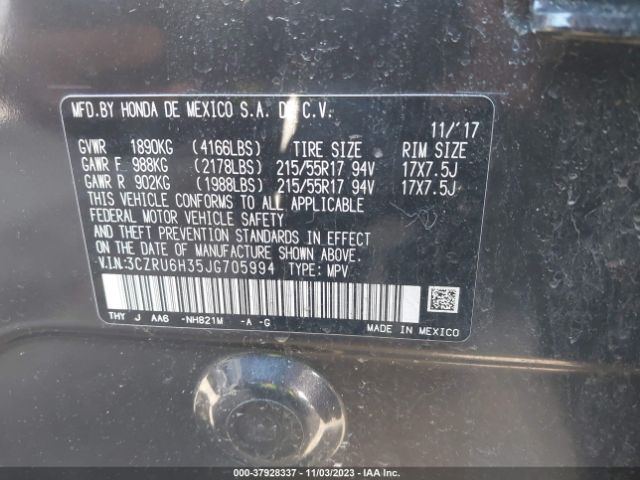 MFD.BY HONDA DE MEXICO S.A. DE C.V.
11/'17
GVWR 1890KG (4166LBS) TIRE SIZE RIM SIZE
GAWR F 988KG (2178LBS) 215/55R17 94V 17X7.5J
GAWR R 902KG (1988LBS) 215/55R17 94V 17X7.5J
THIS VEHICLE CONFORMS TO ALL APPLICABLE
FEDERAL MOTOR VEHICLE SAFETY
AND THEFT PREVENTION STANDARDS IN EFFECT
ON THE DATE OF MANUFACTURE SHOWN ABOVE.
V.I.N:3CZRU6H35JG705994 TYPE: MPV
THY J AA6 -NH821M -A -G
MADE IN MEXICO
000-37928337 - 11/03/2023 - IAA Inc.